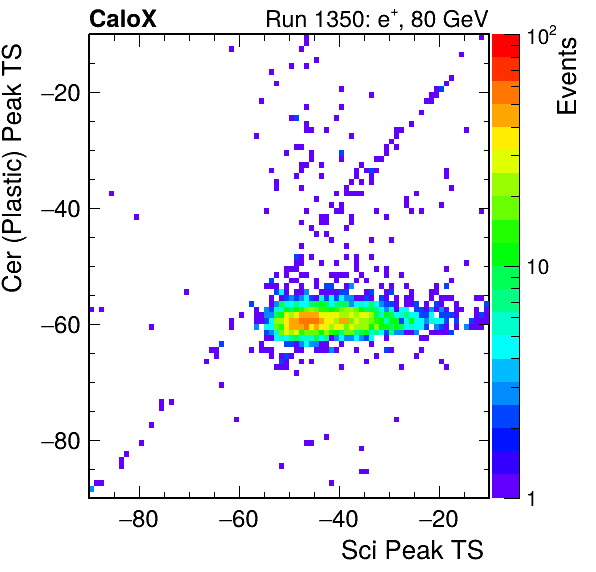 CaloX Run 1350: e⁺, 80 GeV
10²
Events
Cer (Plastic) Peak TS
−20
−40
10
−60
−80
1
−80 −60 −40 −20
Sci Peak TS